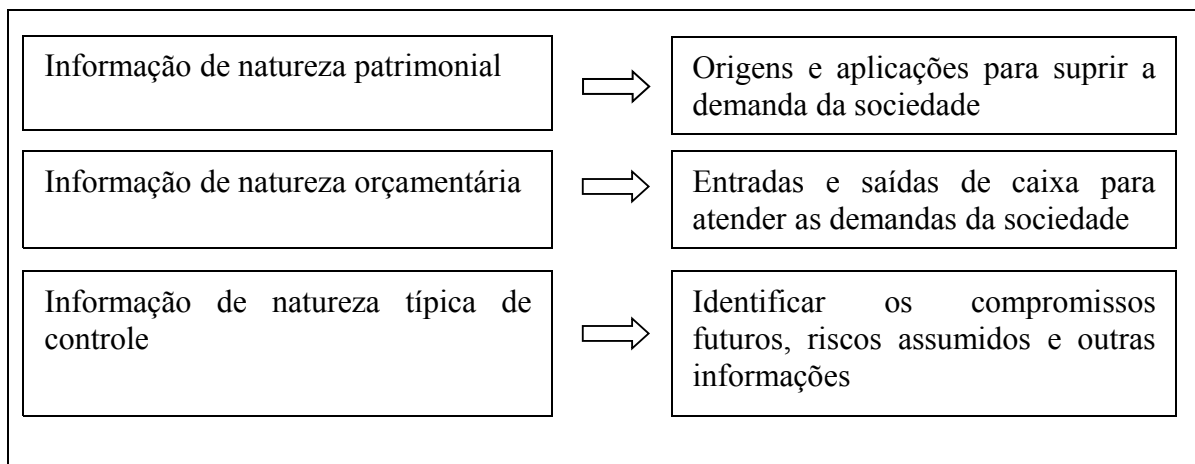 Informação de natureza patrimonial
Origens e aplicações para suprir a
demanda da sociedade
Informação de natureza orçamentária
Entradas e saídas de caixa para
atender as demandas da sociedade
Informação de natureza típica de
controle
Identificar os compromissos
futuros, riscos assumidos e outras
informações